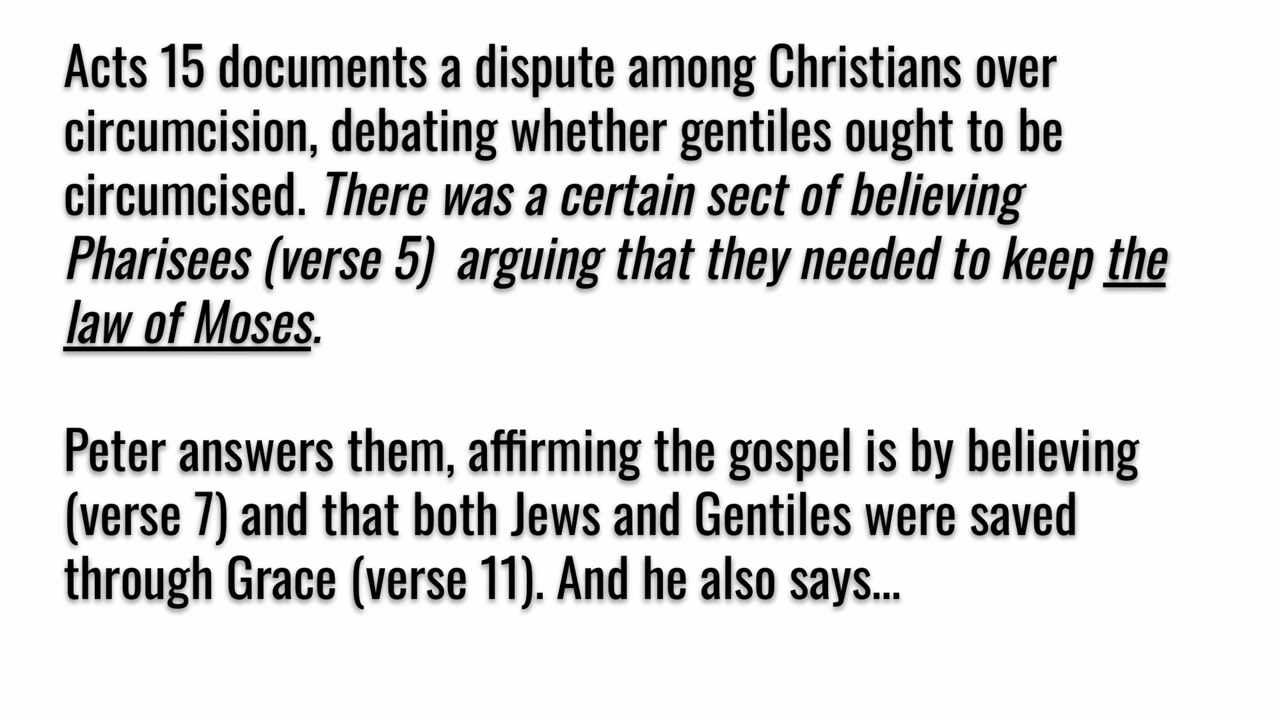 Acts 15 documents a dispute among Christians over
circumcision, debating whether gentiles ought to be
circumcised. There was a certain sect of believing
Pharisees (verse 5)  arguing that they needed to keep the
law of Moses.
Peter answers them, affirming the gospel is by believing
(verse 7) and that both Jews and Gentiles were saved
through Grace (verse 11). And he also says...